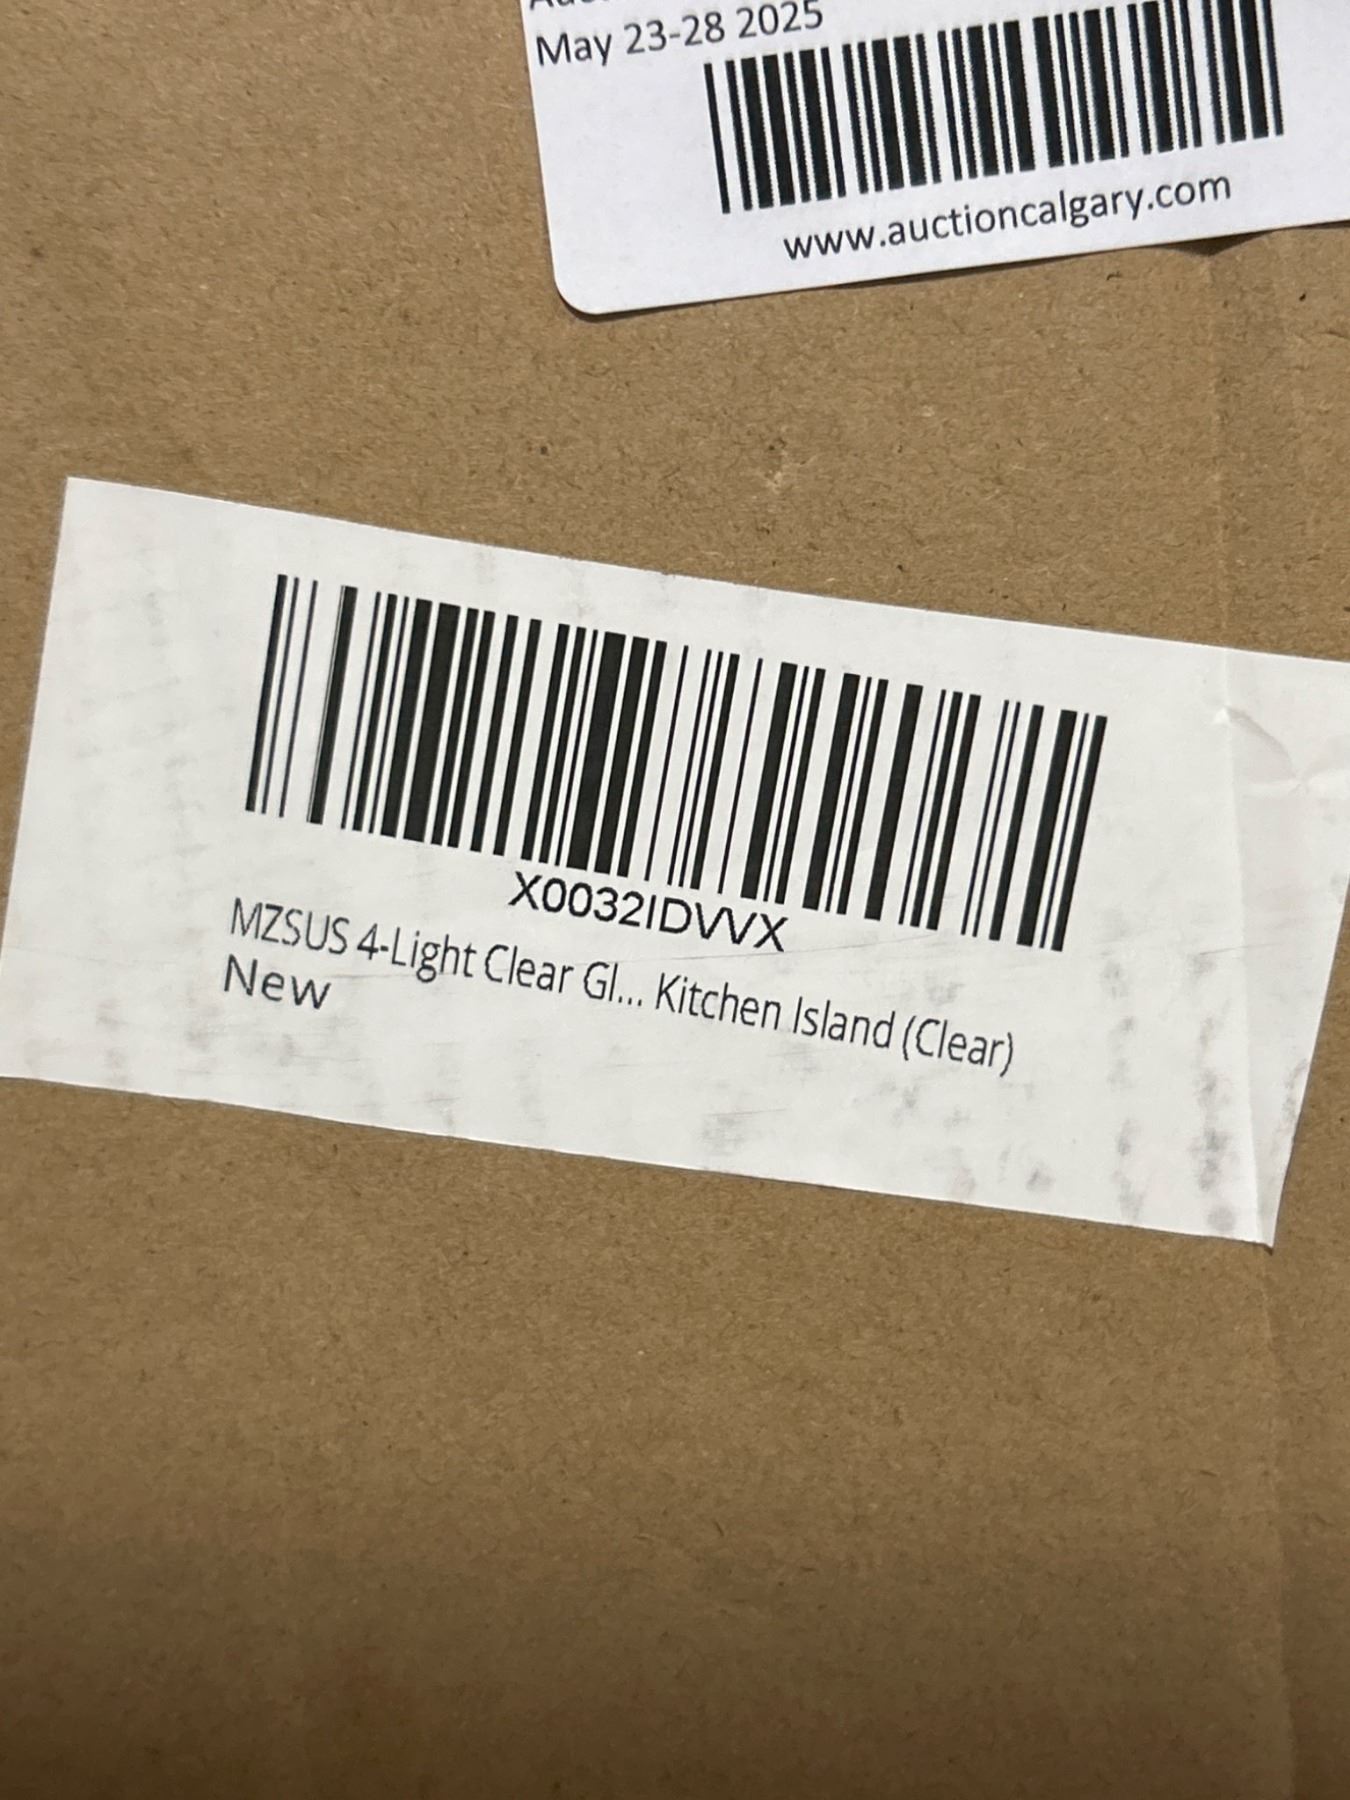 May 23-28 2025
www.auctioncalgary.com
X0032IDVVX
MZSUS 4-Light Clear Gl... Kitchen Island (Clear)
New